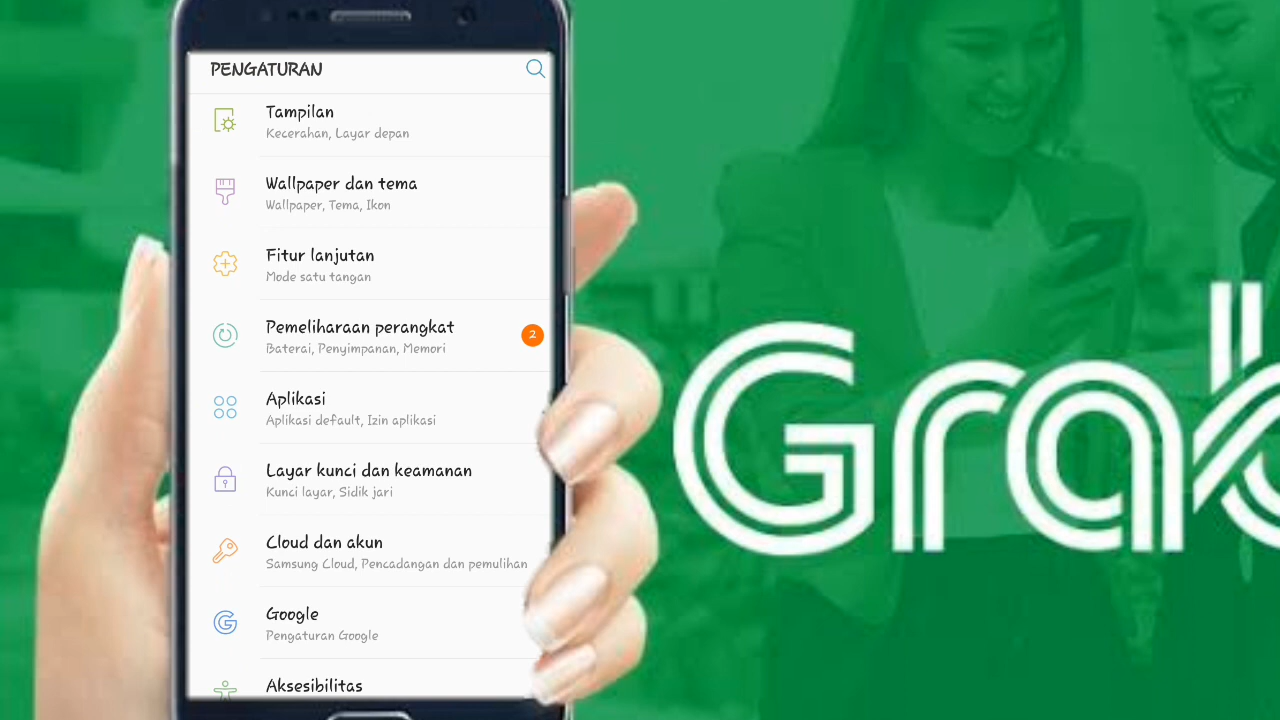 PENGATURAN
Tampilan
Kecerahan, Layar depan
Wallpaper dan tema
Wallpaper, Tema, Ikon
Fitur lanjutan
Mode satu tangan
Pemeliharaan perangkat
2
Baterai, Penyimpanan, Memori
Aplikasi
Aplikasi default, Izin aplikasi
Layar kunci dan keamanan
Kunci layar, Sidik jari
Cloud dan akun
Samsung Cloud, Pencadangan dan pemulihan
Google
Pengaturan Google
Aksesibilitas
Grab